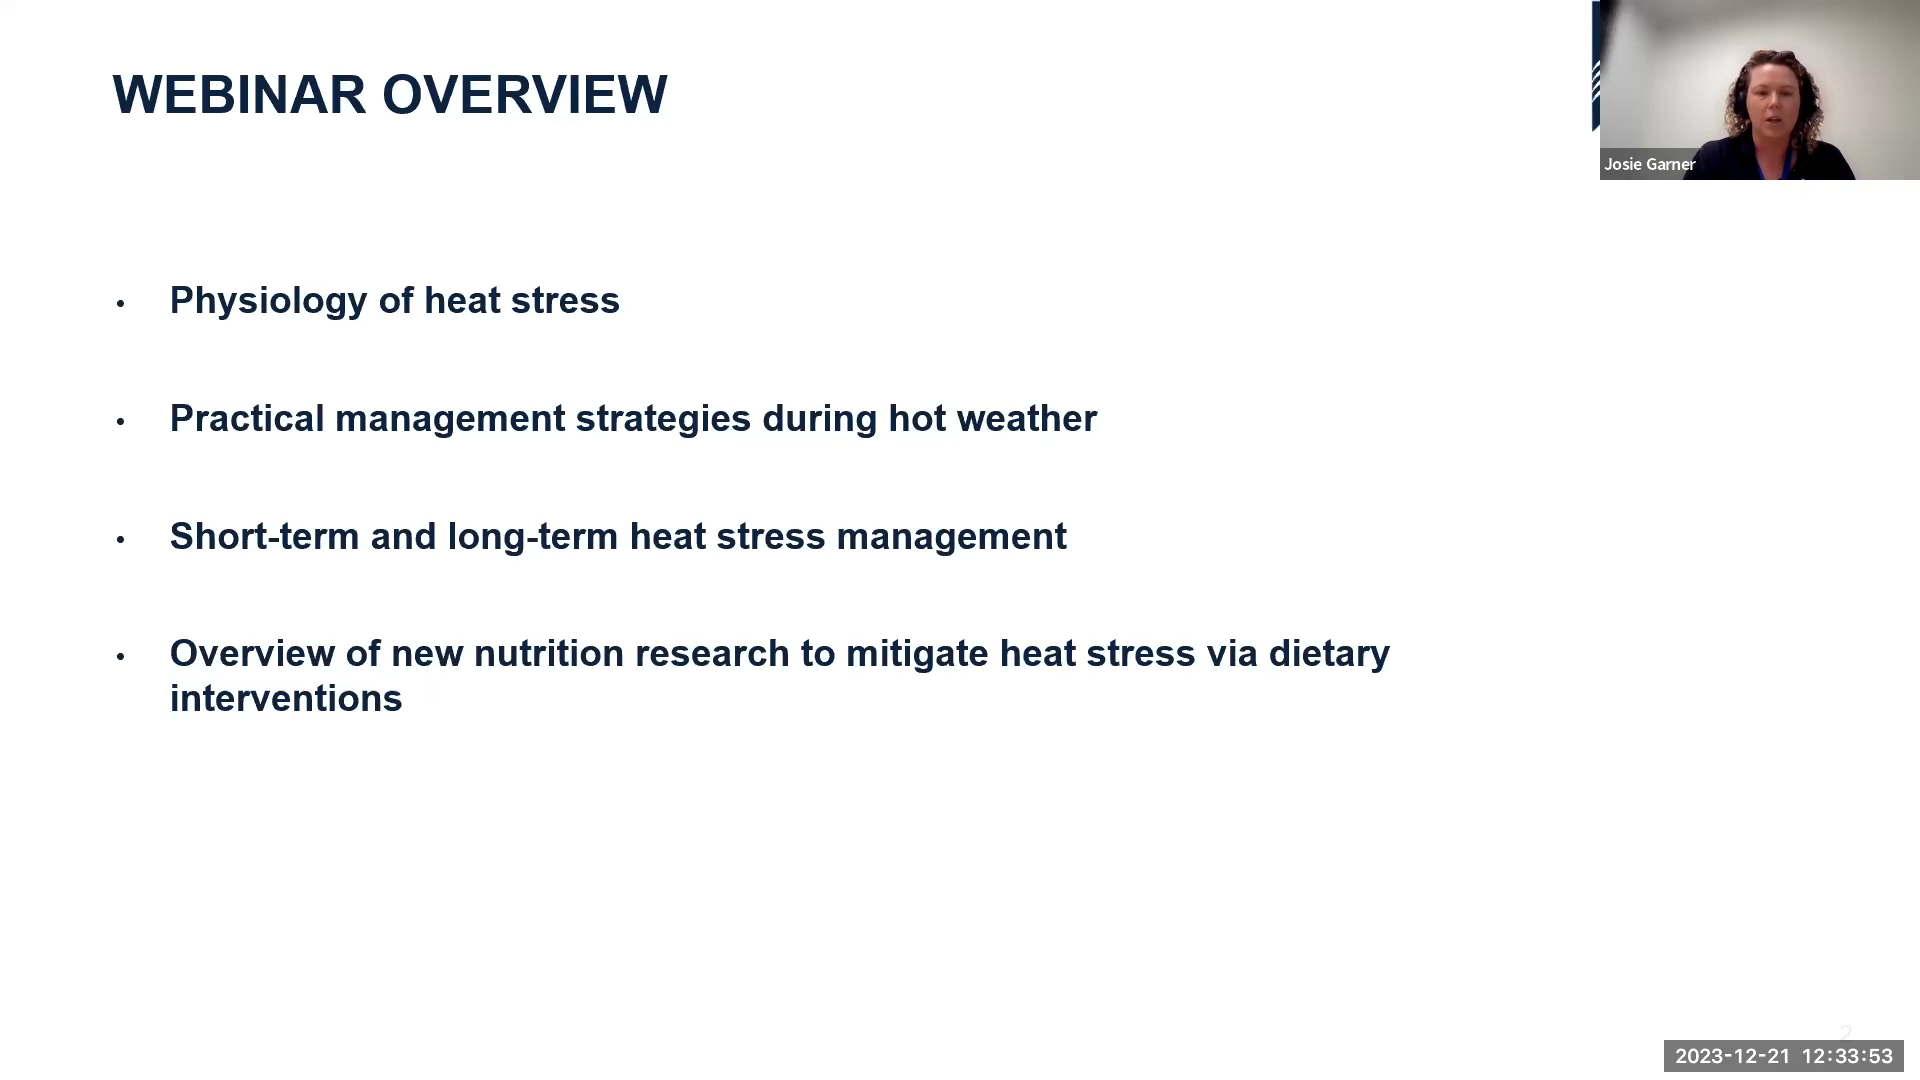 WEBINAR OVERVIEW
Josie Garner
• Physiology of heat stress
• Practical management strategies during hot weather
• Short-term and long-term heat stress management
• Overview of new nutrition research to mitigate heat stress via dietary
interventions
2
2023-12-21 12:33:53